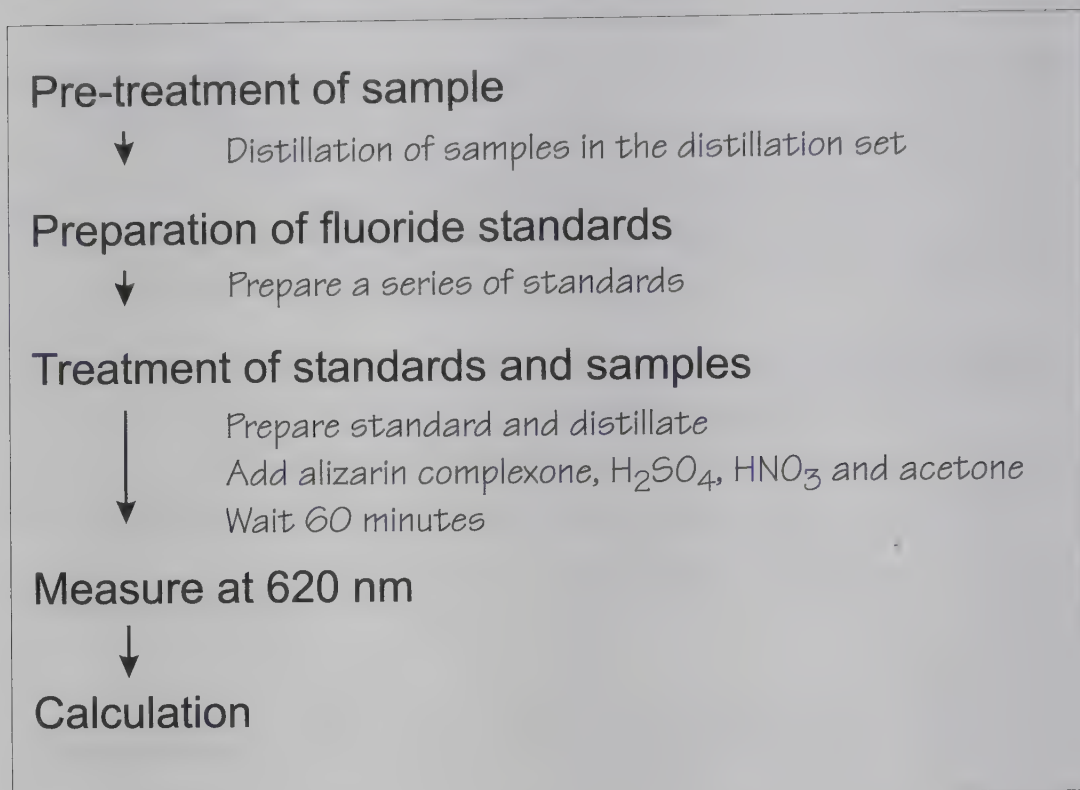 Pre-treatment of sample
Distillation of samples in the distillation set
Preparation of fluoride standards
Prepare a series of standards
Treatment of standards and samples
Prepare standard and distillate
Add alizarin complexone, H₂SO₄, HNO₃ and acetone
Wait 60 minutes
Measure at 620 nm
Calculation